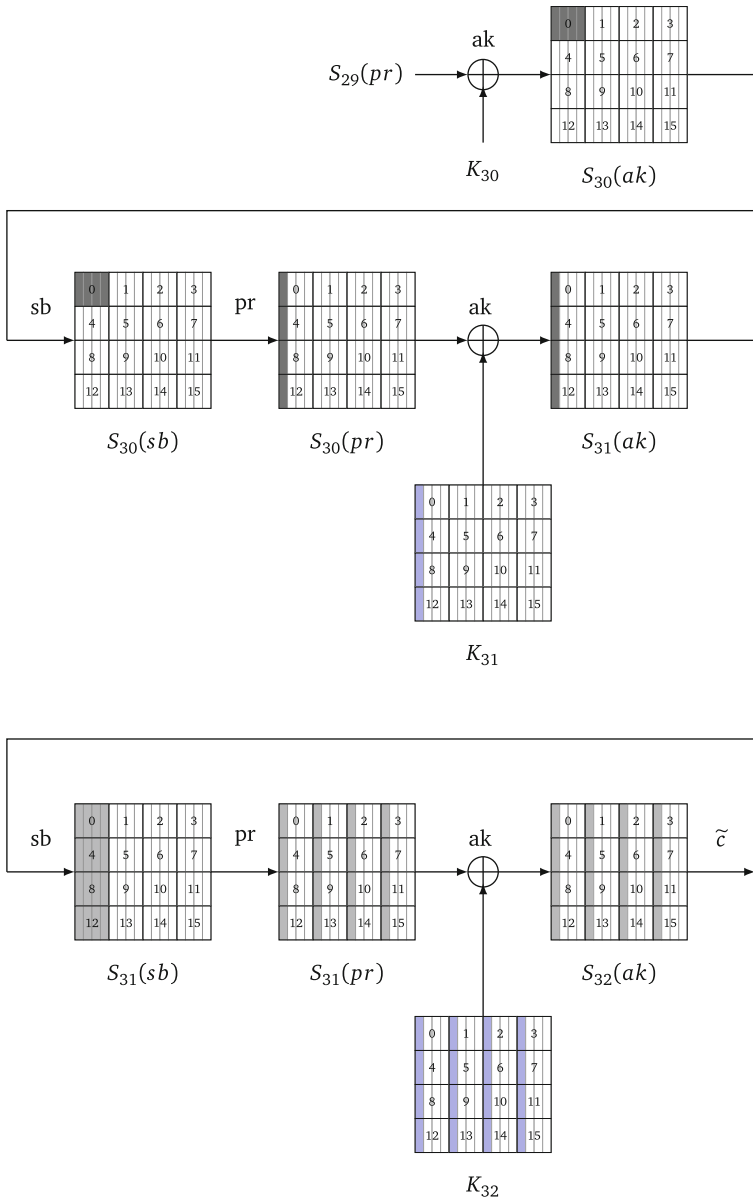 ak
S₂₉(pr)
0 1 2 3
4 5 6 7
8 9 10 11
12 13 14 15
K₃₀
S₃₀(ak)
sb
0 1 2 3
4 5 6 7
8 9 10 11
12 13 14 15
S₃₀(sb)
pr
0 1 2 3
4 5 6 7
8 9 10 11
12 13 14 15
S₃₀(pr)
ak
0 1 2 3
4 5 6 7
8 9 10 11
12 13 14 15
S₃₁(ak)
0 1 2 3
4 5 6 7
8 9 10 11
12 13 14 15
K₃₁
sb
0 1 2 3
4 5 6 7
8 9 10 11
12 13 14 15
S₃₁(sb)
pr
0 1 2 3
4 5 6 7
8 9 10 11
12 13 14 15
S₃₁(pr)
ak
0 1 2 3
4 5 6 7
8 9 10 11
12 13 14 15
S₃₂(ak)
c̃
0 1 2 3
4 5 6 7
8 9 10 11
12 13 14 15
K₃₂